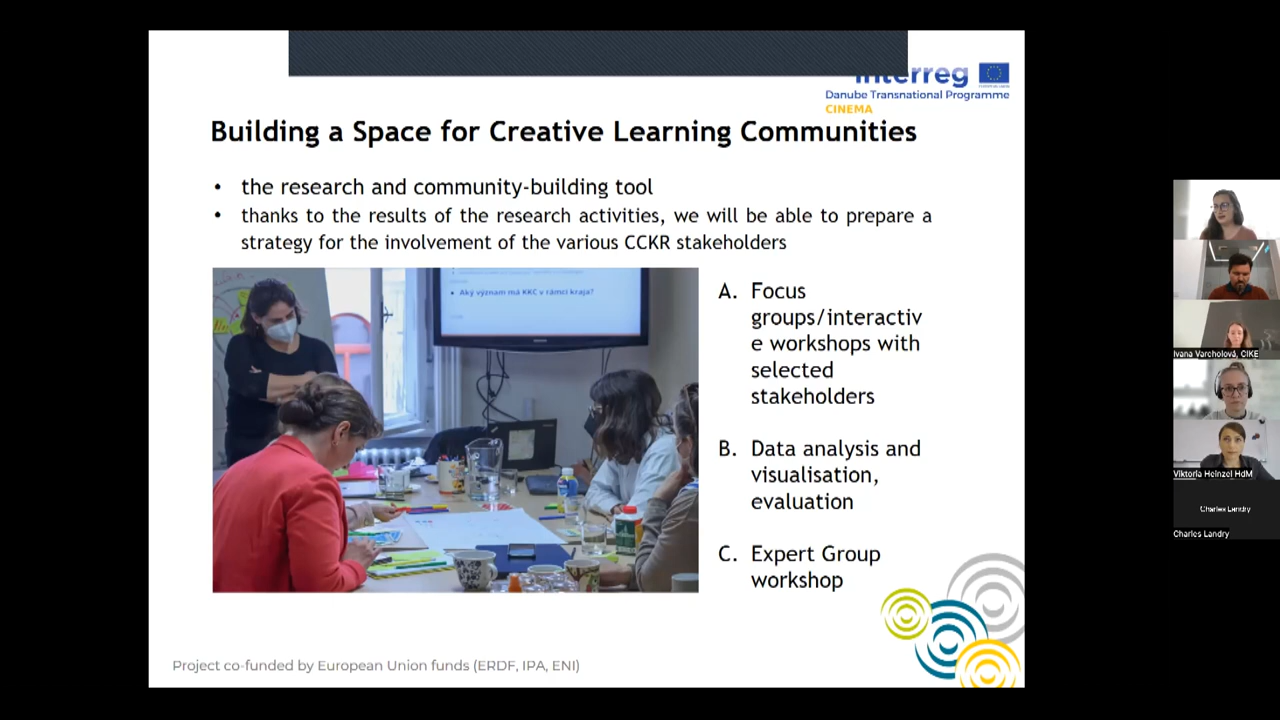 Interreg
Danube Transnational Programme
CINEMA
Building a Space for Creative Learning Communities
• the research and community-building tool
• thanks to the results of the research activities, we will be able to prepare a
strategy for the involvement of the various CCKR stakeholders
• Aký význam má KKC v rámci kraja?
A. Focus
groups/interactiv
e workshops with
selected
stakeholders
B. Data analysis and
visualisation,
evaluation
C. Expert Group
workshop
Project co-funded by European Union funds (ERDF, IPA, ENI)
Ivana Varcholová, CIKE
Viktoria Heinzel HdM
Charles Landry
Charles Landry